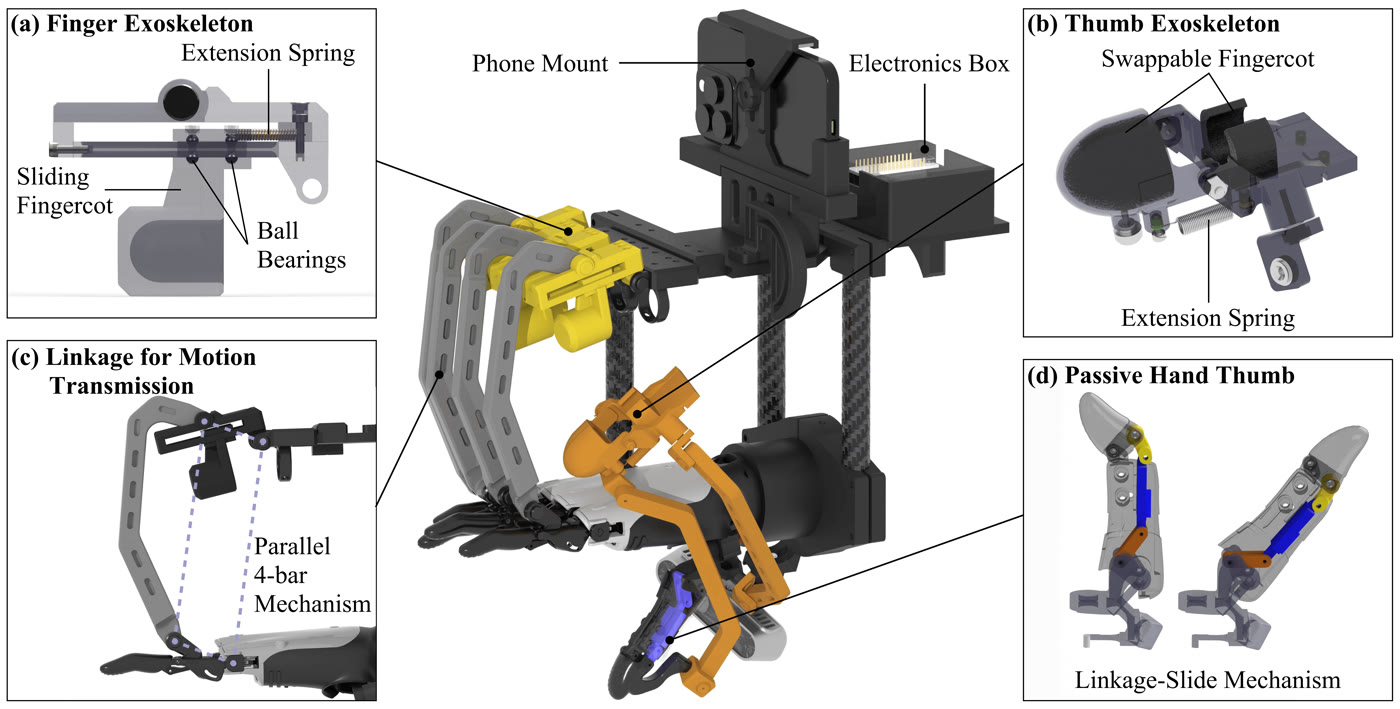 (a) Finger Exoskeleton
Extension Spring
Sliding
Fingercot
Ball
Bearings
Phone Mount
Electronics Box
(b) Thumb Exoskeleton
Swappable Fingercot
Extension Spring
(c) Linkage for Motion
Transmission
Parallel
4-bar
Mechanism
(d) Passive Hand Thumb
Linkage-Slide Mechanism